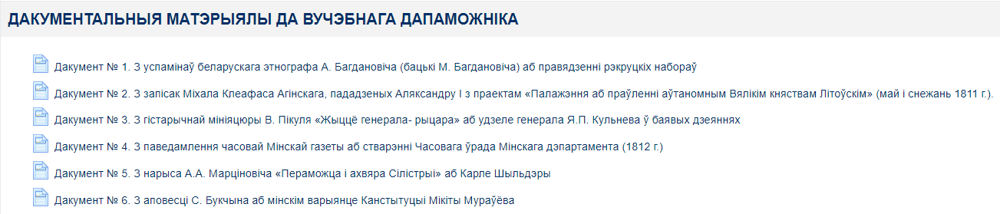 ДАКУМЕНТАЛЬНЫЯ МАТЭРЫЯЛЫ ДА ВУЧЭБНАГА ДАПАМОЖНІКА
Дакумент № 1. З успамінаў беларускага этнографа А. Багдановіча (бацькі М. Багдановіча) аб правядзенні рэкруцкіх набораў
Дакумент № 2. З запісак Міхала Клеафаса Агінскага, пададзеных Аляксандру І з праектам «Палажэння аб праўленні аўтаномным Вялікім княствам Літоўскім» (май і снежань 1811 г.).
Дакумент № 3. З гістарычнай мініяцюры В. Пікуля «Жыццё генерала- рыцара» аб удзеле генерала Я.П. Кульнева ў баявых дзеяннях
Дакумент № 4. З паведамлення часовай Мінскай газеты аб стварэнні Часовага ўрада Мінскага дэпартамента (1812 г.)
Дакумент № 5. З нарыса А.А. Марціновіча «Пераможца і ахвяра Сілістрыі» аб Карле Шыльдэры
Дакумент № 6. З аповесці С. Букчына аб мінскім варыянце Канстытуцыі Мікіты Мураўёва